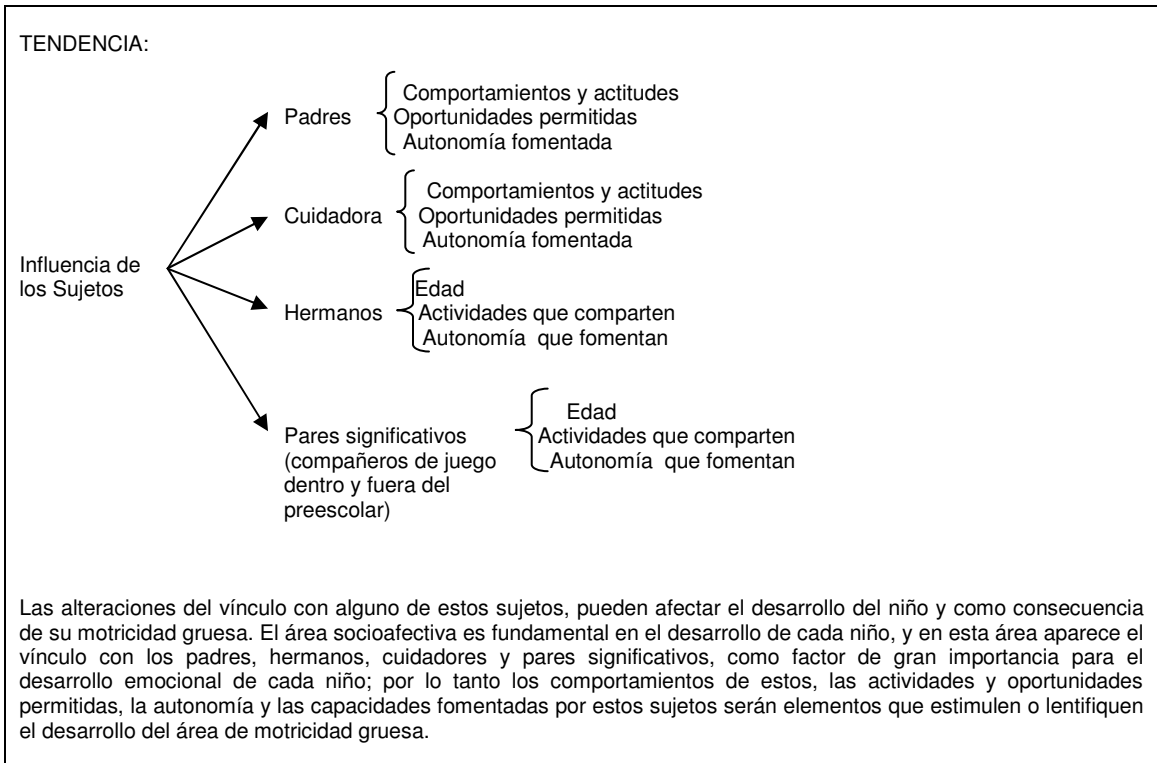 TENDENCIA:
Padres
Comportamientos y actitudes
Oportunidades permitidas
Autonomía fomentada
Cuidadora
Comportamientos y actitudes
Oportunidades permitidas
Autonomía fomentada
Influencia de
los Sujetos
Hermanos
Edad
Actividades que comparten
Autonomía que fomentan
Pares significativos
(compañeros de juego
dentro y fuera del
preescolar)
Edad
Actividades que comparten
Autonomía que fomentan
Las alteraciones del vínculo con alguno de estos sujetos, pueden afectar el desarrollo del niño y como consecuencia
de su motricidad gruesa. El área socioafectiva es fundamental en el desarrollo de cada niño, y en esta área aparece el
vínculo con los padres, hermanos, cuidadores y pares significativos, como factor de gran importancia para el
desarrollo emocional de cada niño; por lo tanto los comportamientos de estos, las actividades y oportunidades
permitidas, la autonomía y las capacidades fomentadas por estos sujetos serán elementos que estimulen o lentifiquen
el desarrollo del área de motricidad gruesa.